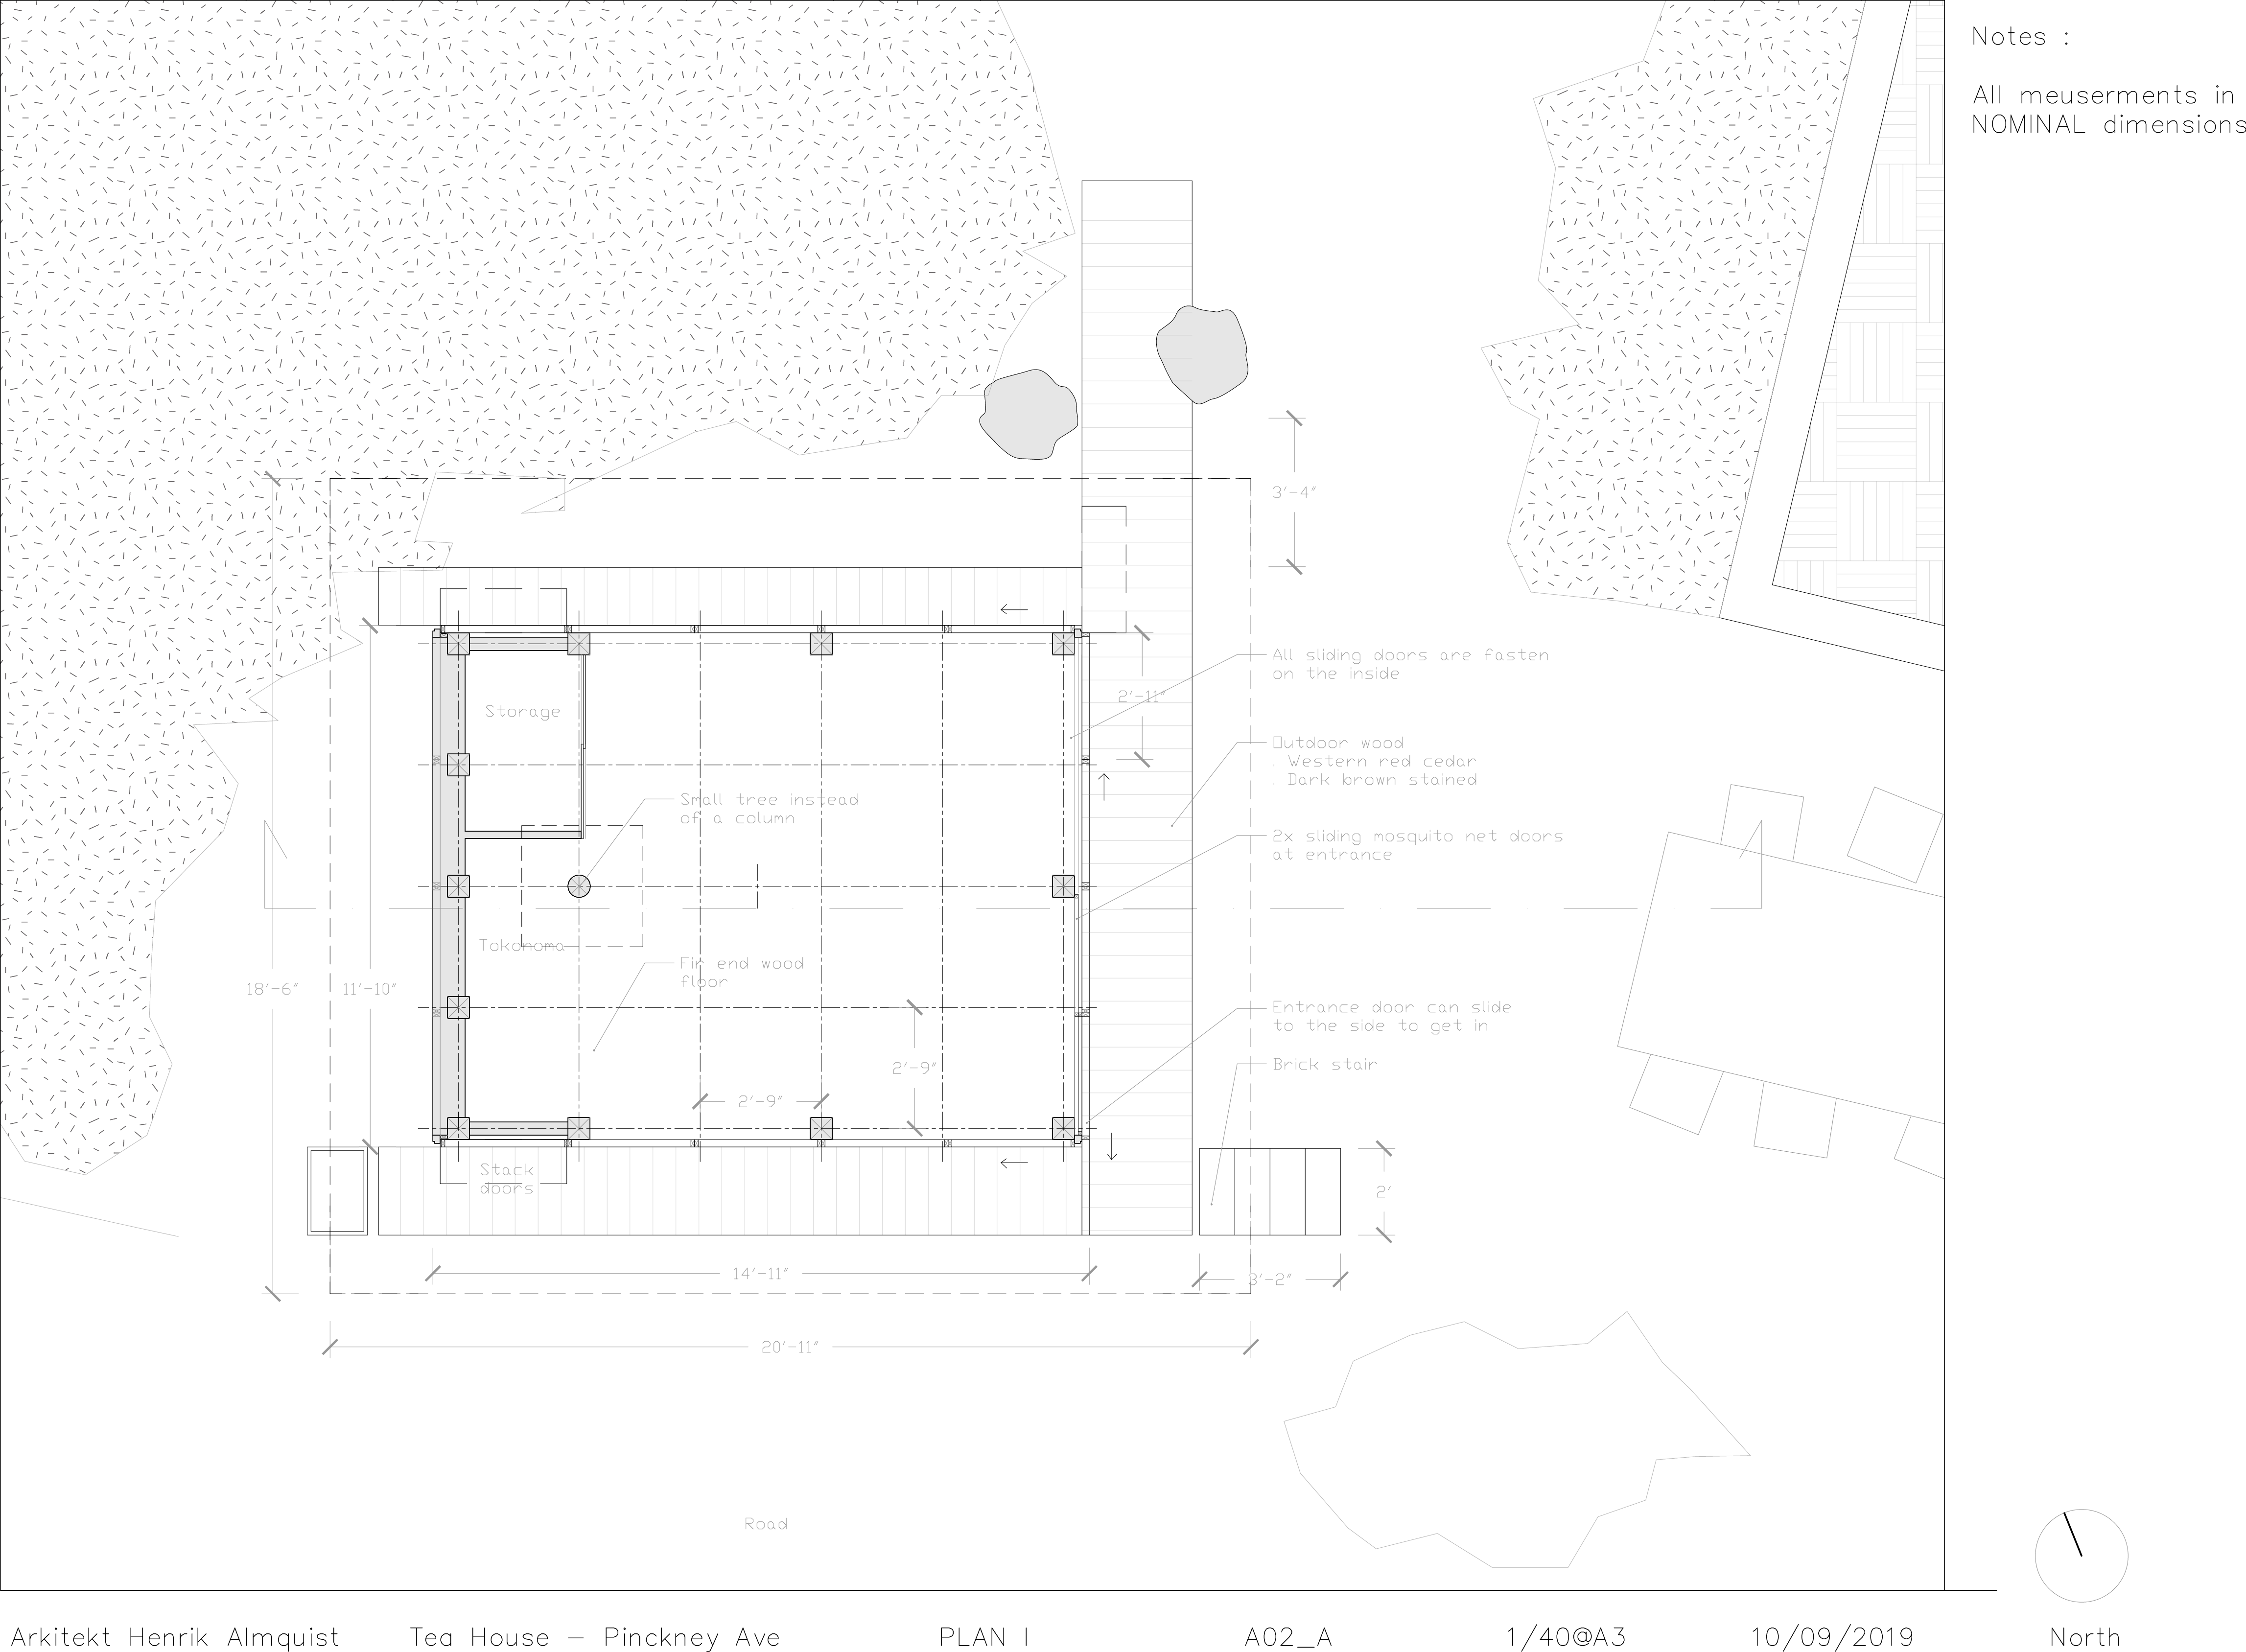 Notes :
All meuserments in
NOMINAL dimensions
3'-4"
All sliding doors are fasten
on the inside
2'-11"
Storage
Outdoor wood
. Western red cedar
. Dark brown stained
Small tree instead
of a column
2x sliding mosquito net doors
at entrance
Tokonoma
Fir end wood
floor
18'-6"
11'-10"
Entrance door can slide
to the side to get in
Brick stair
2'-9"
2'-9"
Stack
doors
2'
14'-11"
3'-2"
20'-11"
Road
Arkitekt Henrik Almquist
Tea House – Pinckney Ave
PLAN I
A02_A
1/40@A3
10/09/2019
North